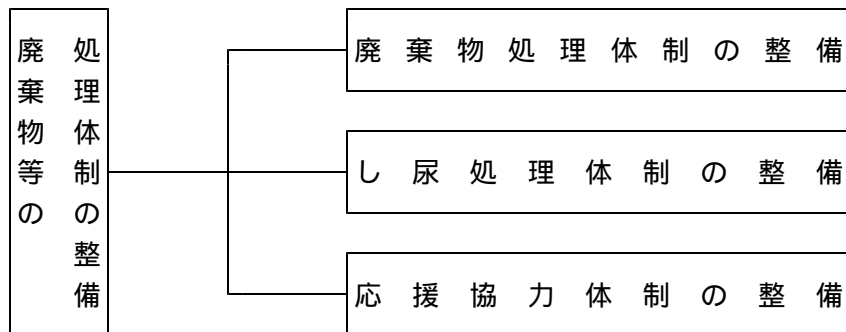 廃棄物等の
処理体制の整備
廃棄物処理体制の整備
し尿処理体制の整備
応援協力体制の整備